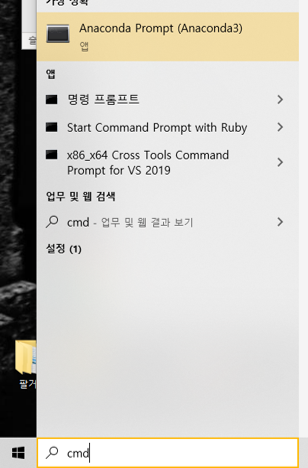 가장 정확
Anaconda Prompt (Anaconda3)
앱
앱
명령 프롬프트
Start Command Prompt with Ruby
x86_x64 Cross Tools Command
Prompt for VS 2019
업무 및 웹 검색
cmd - 업무 및 웹 결과 보기
설정 (1)
cmd